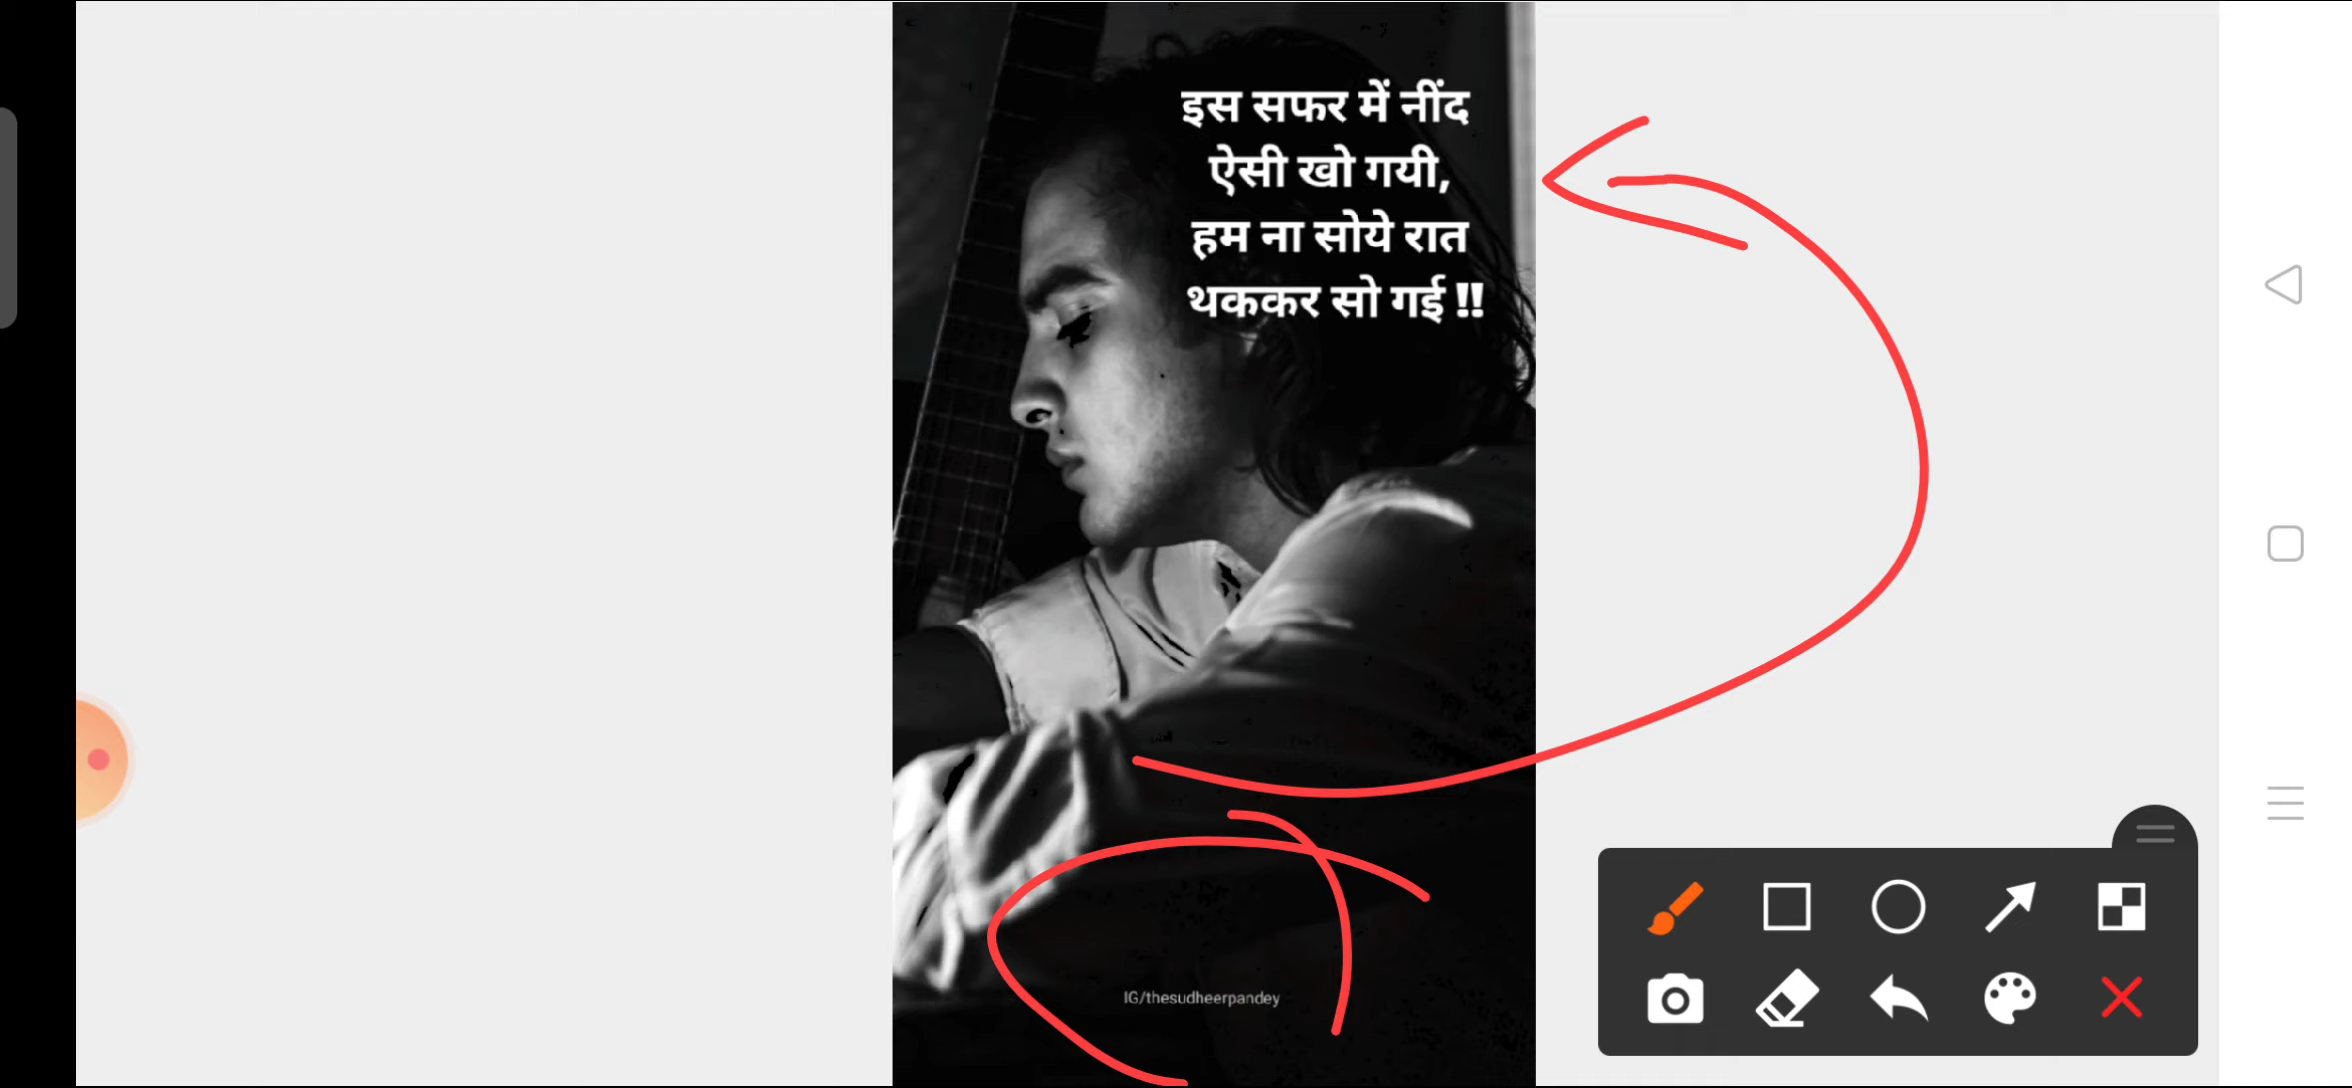 इस सफर में नींद
ऐसी खो गयी,
हम ना सोये रात
थककर सो गई !!
IG/thesudheerpandey